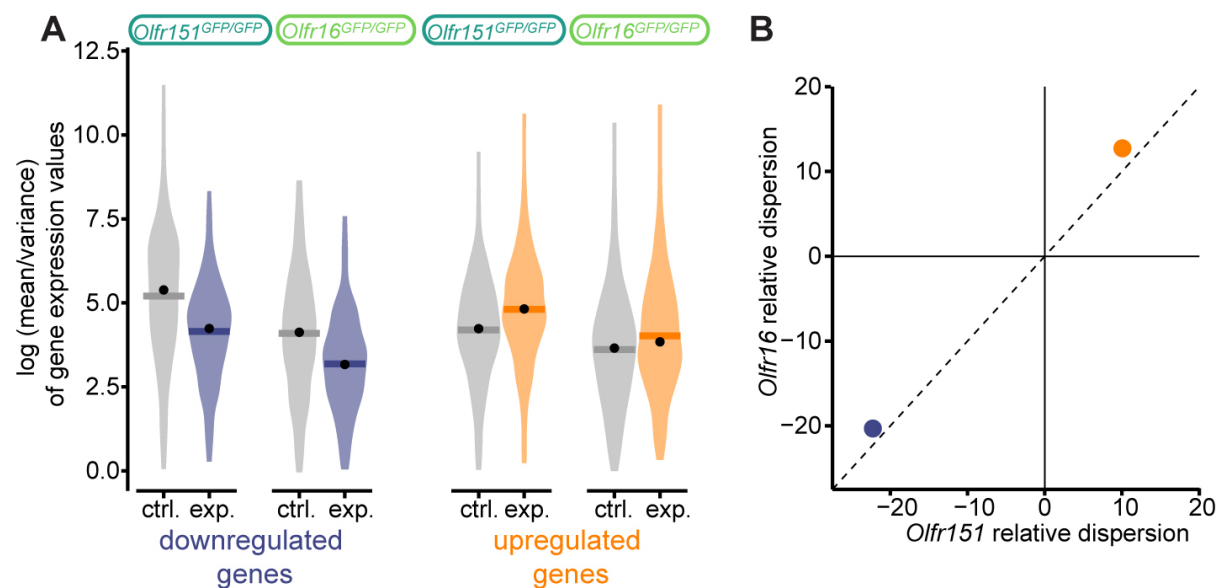 A
Olfr151GFP/GFP
Olfr16GFP/GFP
Olfr151GFP/GFP
Olfr16GFP/GFP
log (mean/variance)
of gene expression values
12.5
10.0
7.5
5.0
2.5
0.0
ctrl. exp.
ctrl. exp.
ctrl. exp.
ctrl. exp.
downregulated
genes
upregulated
genes
B
Olfr16 relative dispersion
20
10
0
−10
−20
−20
−10
0
10
20
Olfr151 relative dispersion